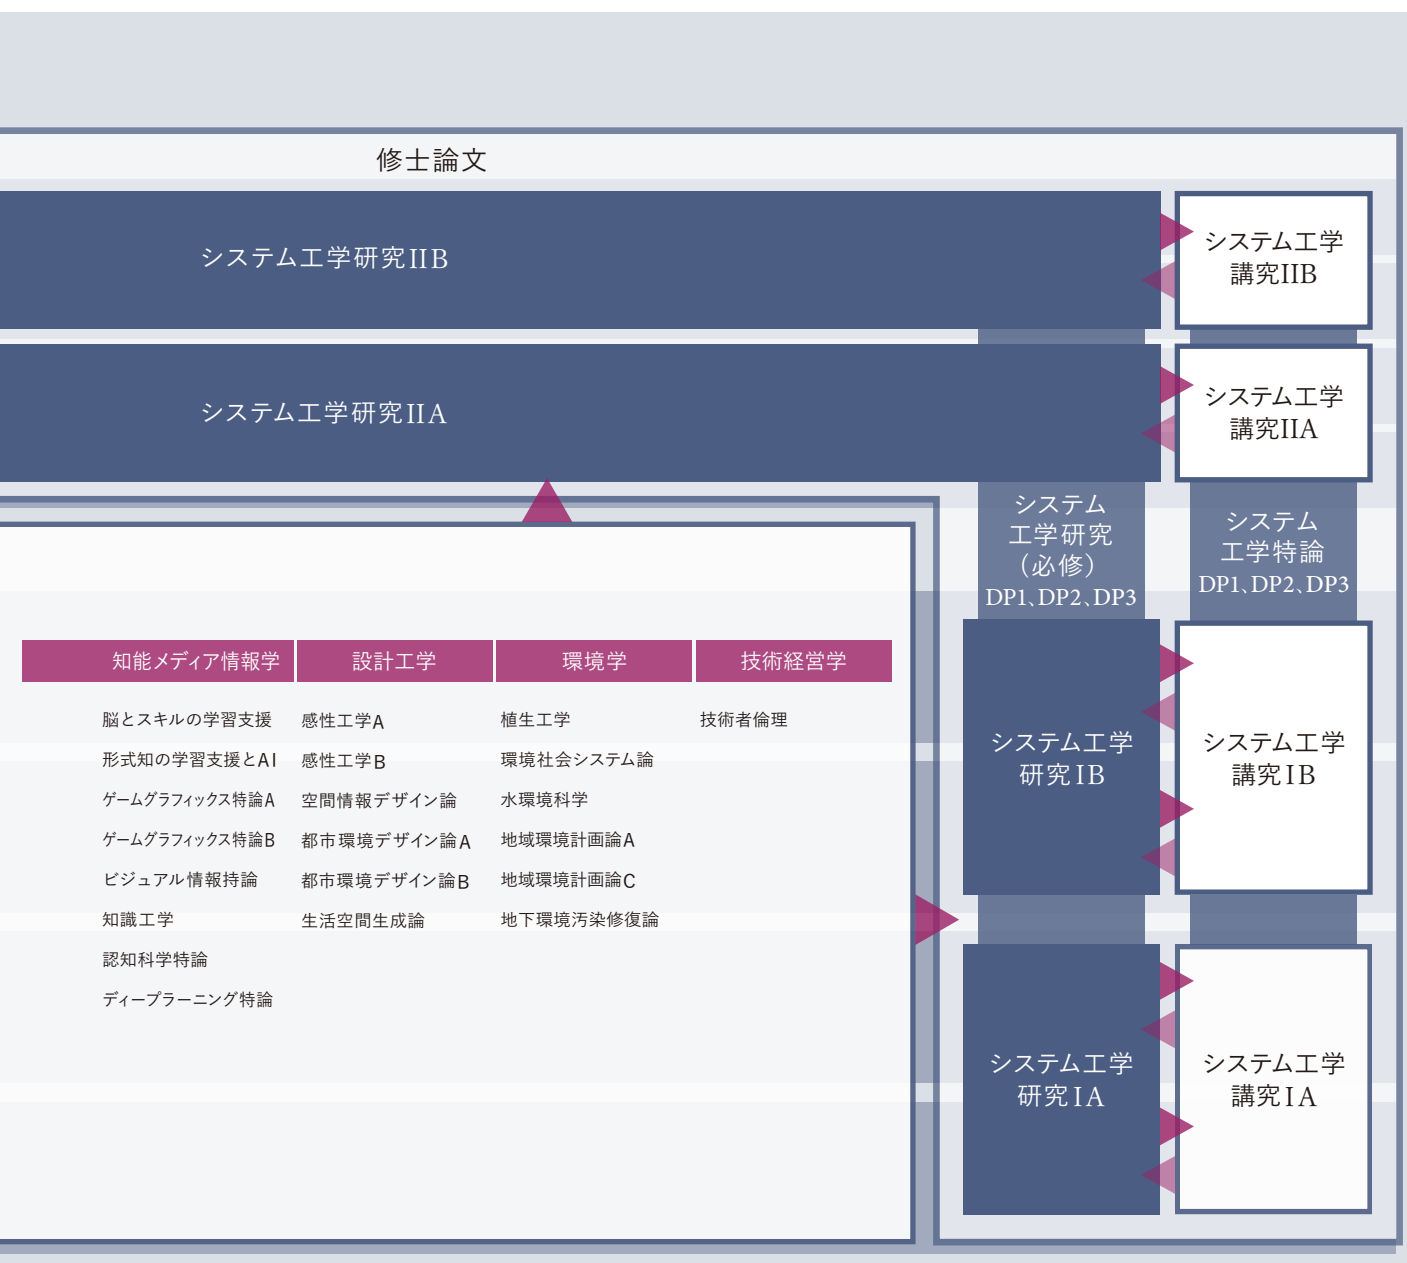 修士論文
システム工学研究IIB
システム工学
講究IIB
システム工学研究IIA
システム工学
講究IIA
システム
工学研究
（必修）
DP1、DP2、DP3
システム
工学特論
DP1、DP2、DP3
知能メディア情報学
脳とスキルの学習支援
形式知の学習支援とAI
ゲームグラフィックス特論A
ゲームグラフィックス特論B
ビジュアル情報持論
知識工学
認知科学特論
ディープラーニング特論
設計工学
感性工学A
感性工学B
空間情報デザイン論
都市環境デザイン論A
都市環境デザイン論B
生活空間生成論
環境学
植生工学
環境社会システム論
水環境科学
地域環境計画論A
地域環境計画論C
地下環境汚染修復論
技術経営学
技術者倫理
システム工学
研究IB
システム工学
講究IB
システム工学
研究IA
システム工学
講究IA